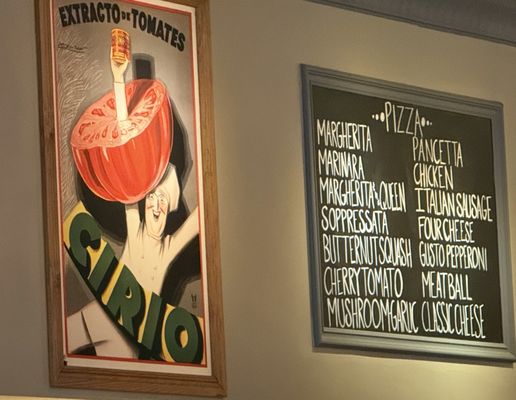 EXTRACTO DE TOMATES
CIRIO
PIZZA
MARGHERITA
MARINARA
MARGHERITA QUEEN
SOPPRESSATA
BUTTERNUT SQUASH
CHERRY TOMATO
MUSHROOM GARLIC
PANCETTA
CHICKEN
ITALIAN SAUSAGE
FOUR CHEESE
GUSTO PEPPERONI
MEATBALL
CLASSIC CHEESE